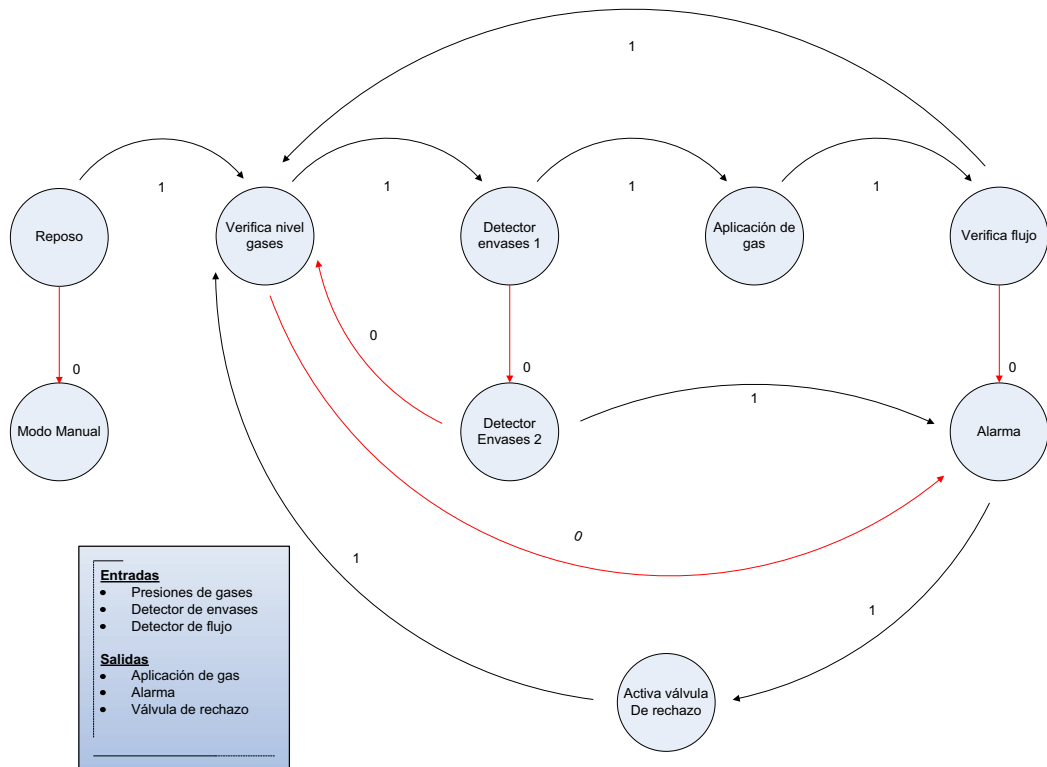 1
1
1
1
1
Reposo
Verifica nivel
gases
Detector
envases 1
Aplicación de
gas
Verifica flujo
0
0
0
0
Modo Manual
Detector
Envases 2
1
Alarma
0
1
1
Entradas
• Presiones de gases
• Detector de envases
• Detector de flujo
Salidas
• Aplicación de gas
• Alarma
• Válvula de rechazo
Activa válvula
De rechazo